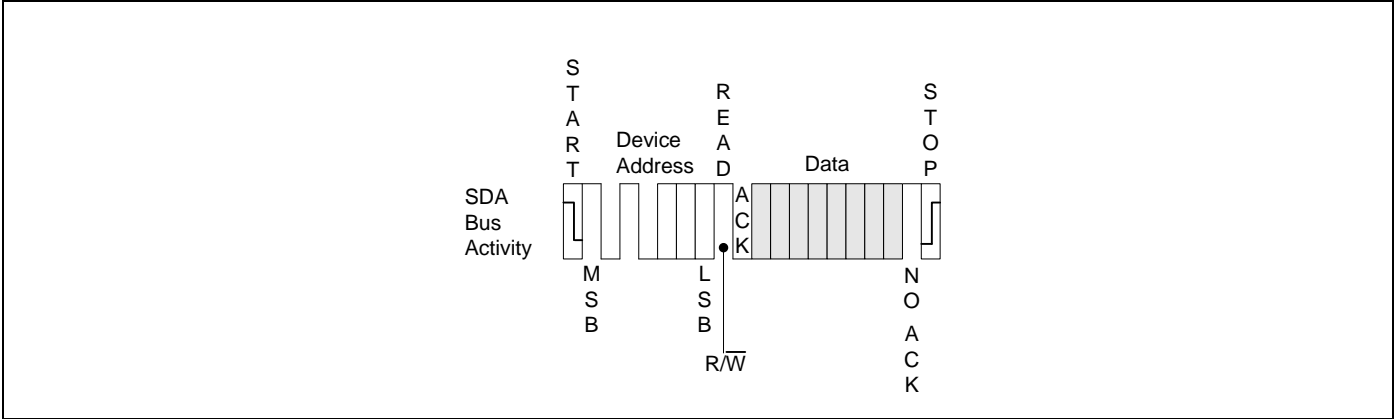 START
READ
STOP
Device
Address
Data
SDA
Bus
Activity
ACK
MSB
LSB
R/W̅
NO ACK